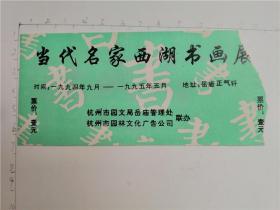 当代名家西湖书画展
时间：一九九四年九月——一九九五年五月 地址：岳庙正气轩
票价：壹元
杭州市园文局岳庙管理处
杭州市园林文化广告公司
联办
票价：壹元